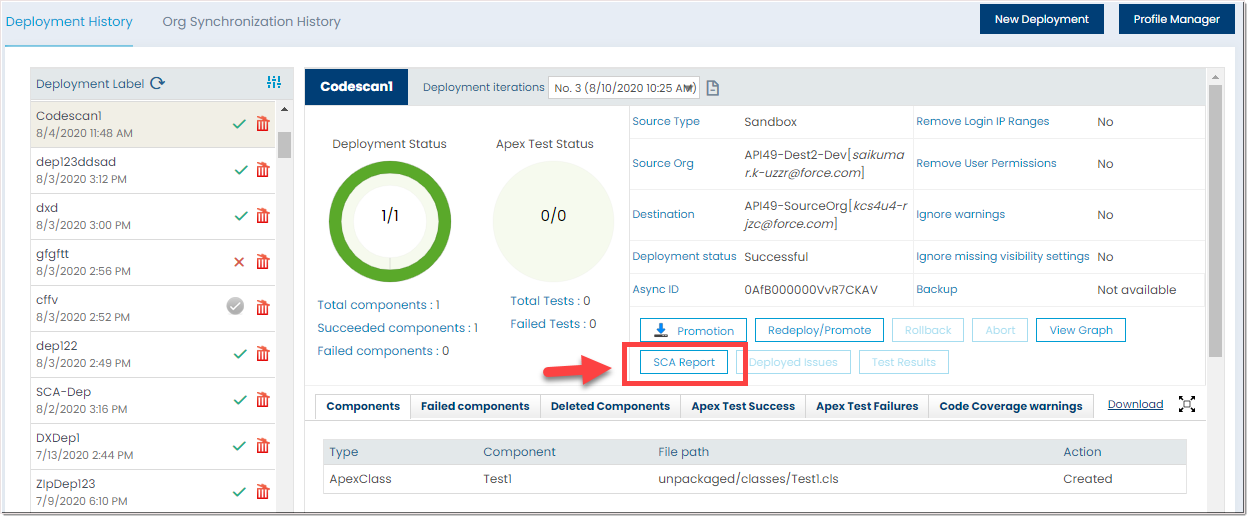 Deployment History
Org Synchronization History
New Deployment
Profile Manager
Deployment Label
Codescan1
8/4/2020 11:48 AM
dep123ddsad
8/3/2020 3:12 PM
dxd
8/3/2020 3:00 PM
gfgftt
8/3/2020 2:56 PM
cffv
8/3/2020 2:52 PM
dep122
8/3/2020 2:49 PM
SCA-Dep
8/2/2020 3:16 PM
DXDep1
7/13/2020 2:44 PM
ZIpDep123
7/9/2020 6:10 PM
Codescan1
Deployment iterations
No. 3 (8/10/2020 10:25 AM)
Deployment Status
1/1
Total components : 1
Succeeded components : 1
Failed components : 0
Apex Test Status
0/0
Total Tests : 0
Failed Tests : 0
Source Type
Sandbox
Remove Login IP Ranges
No
Source Org
API49-Dest2-Dev[saikuma
r.k-uzzr@force.com]
Remove User Permissions
No
Destination
API49-SourceOrg[kcs4u4-r
jzc@force.com]
Ignore warnings
No
Deployment status
Successful
Ignore missing visibility settings
No
Async ID
0AfB000000VvR7CKAV
Backup
Not available
Promotion
Redeploy/Promote
Rollback
Abort
View Graph
SCA Report
Deployed Issues
Test Results
Components
Failed components
Deleted Components
Apex Test Success
Apex Test Failures
Code Coverage warnings
Download
Type
Component
File path
Action
ApexClass
Test1
unpackaged/classes/Test1.cls
Created